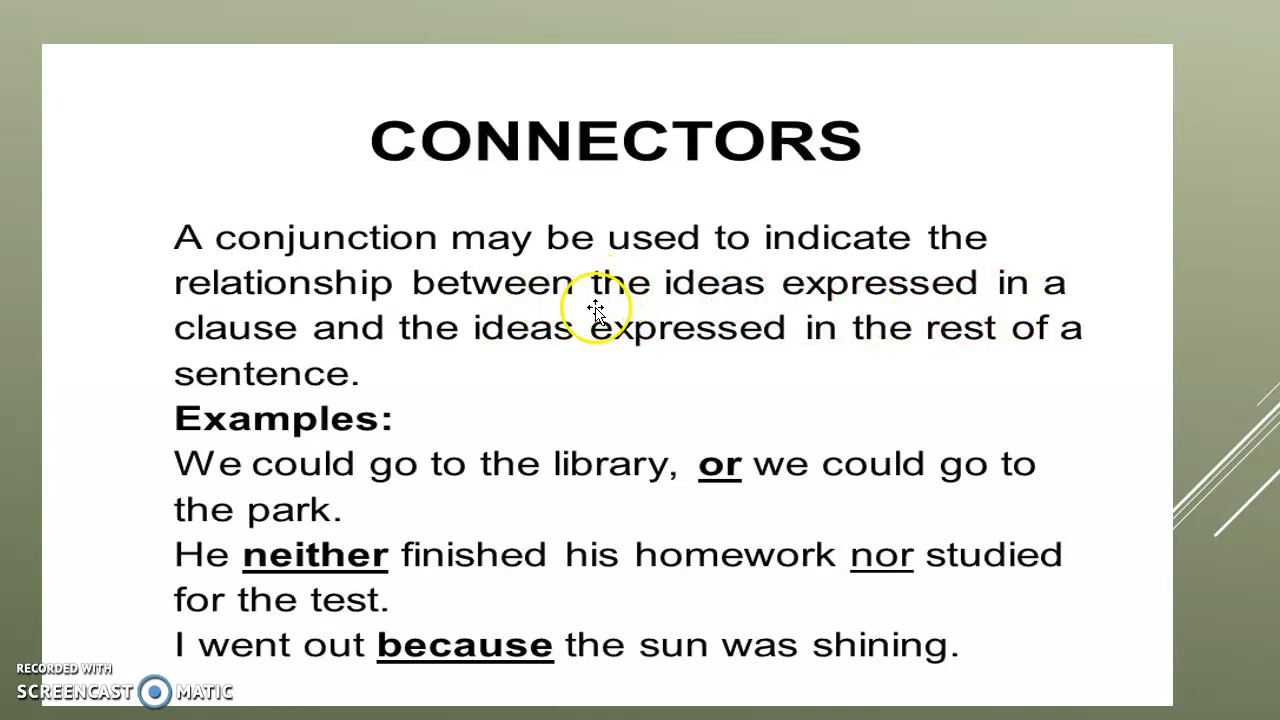 CONNECTORS
A conjunction may be used to indicate the
relationship between the ideas expressed in a
clause and the ideas expressed in the rest of a
sentence.
Examples:
We could go to the library, or we could go to
the park.
He neither finished his homework nor studied
for the test.
I went out because the sun was shining.
RECORDED WITH
SCREENCAST MATIC